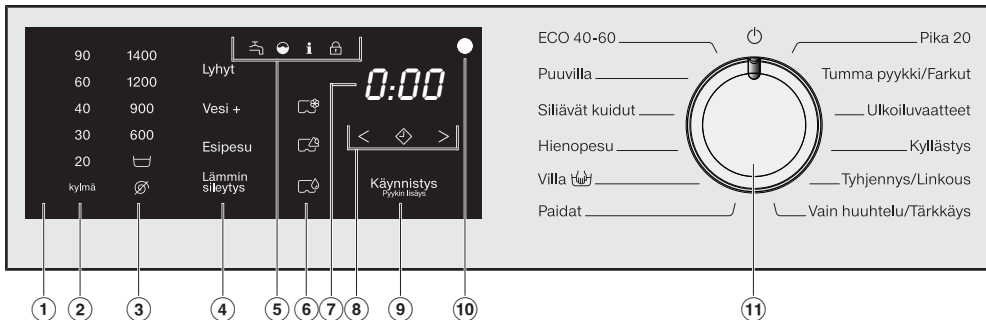 90
60
40
30
20
kylmä
1400
1200
900
600
Lyhyt
Vesi +
Esipesu
Lämmin
sileytys
i
0:00
< >
Käynnistys
Pyykin lisäys
ECO 40-60
Puuvilla
Siliävät kuidut
Hienopesu
Villa
Paidat
Pika 20
Tumma pyykki/Farkut
Ulkoiluvaatteet
Kyllästys
Tyhjennys/Linkous
Vain huuhtelu/Tärkkäys
1 2 3 4 5 6 7 8 9 10 11